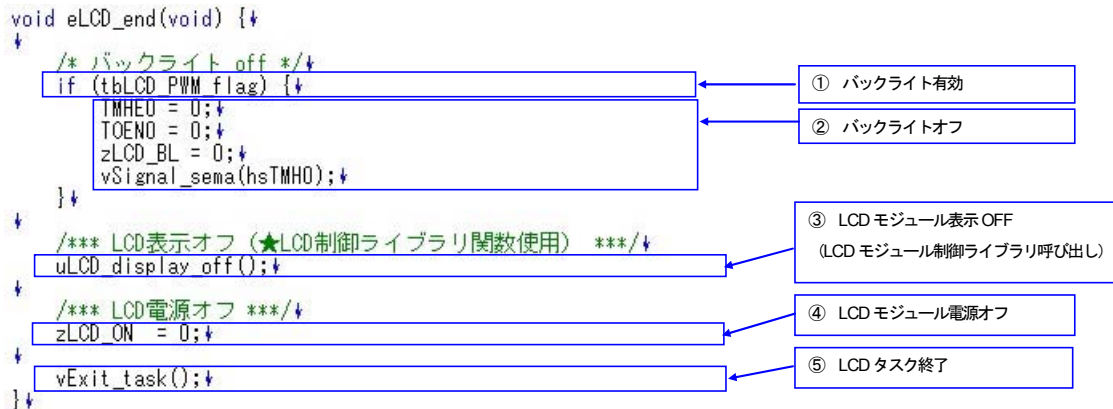 void eLCD_end(void) {↓
↓
/* バックライト off */↓
if (tbLCD_PWM_flag) {↓
TMHE0 = 0;↓
TOEN0 = 0;↓
zLCD_BL = 0;↓
vSignal_sema(hsTMH0);↓
}↓
↓
/*** LCD表示オフ（★LCD制御ライブラリ関数使用） ***/↓
uLCD_display_off();↓
↓
/*** LCD電源オフ ***/↓
zLCD_ON = 0;↓
↓
vExit_task();↓
}↓
① バックライト有効
② バックライトオフ
③ LCD モジュール表示 OFF
（LCD モジュール制御ライブラリ呼び出し）
④ LCD モジュール電源オフ
⑤ LCD タスク終了